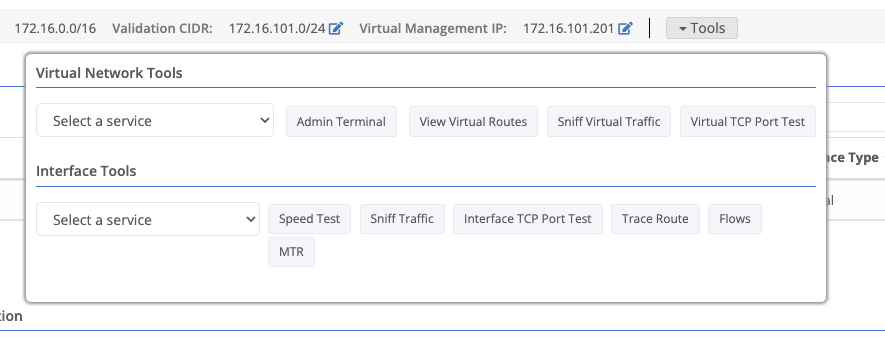 172.16.0.0/16 Validation CIDR: 172.16.101.0/24 Virtual Management IP: 172.16.101.201 Tools
Virtual Network Tools
Select a service Admin Terminal View Virtual Routes Sniff Virtual Traffic Virtual TCP Port Test
Interface Tools
ace Type
Select a service Speed Test Sniff Traffic Interface TCP Port Test Trace Route Flows
al
MTR
tion